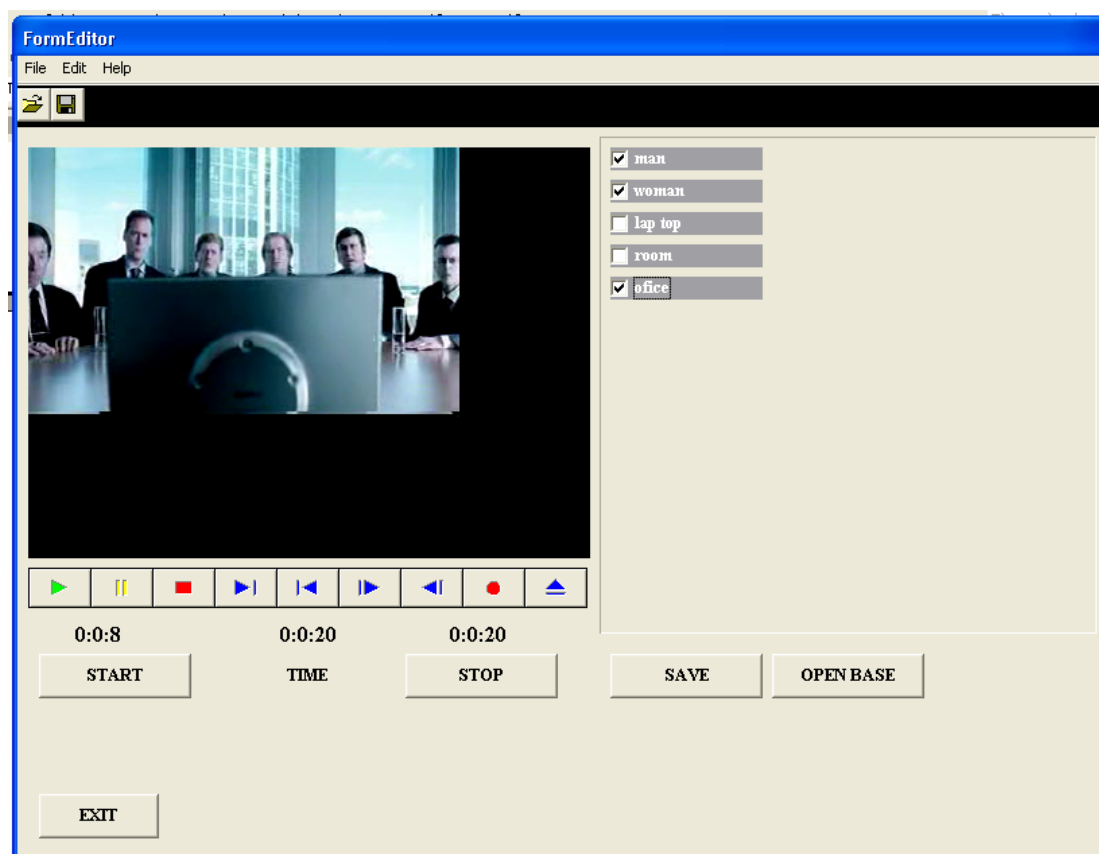 FormEditor
File Edit Help
man
woman
lap top
room
ofice
0:0:8 0:0:20 0:0:20
START TIME STOP SAVE OPEN BASE
EXIT